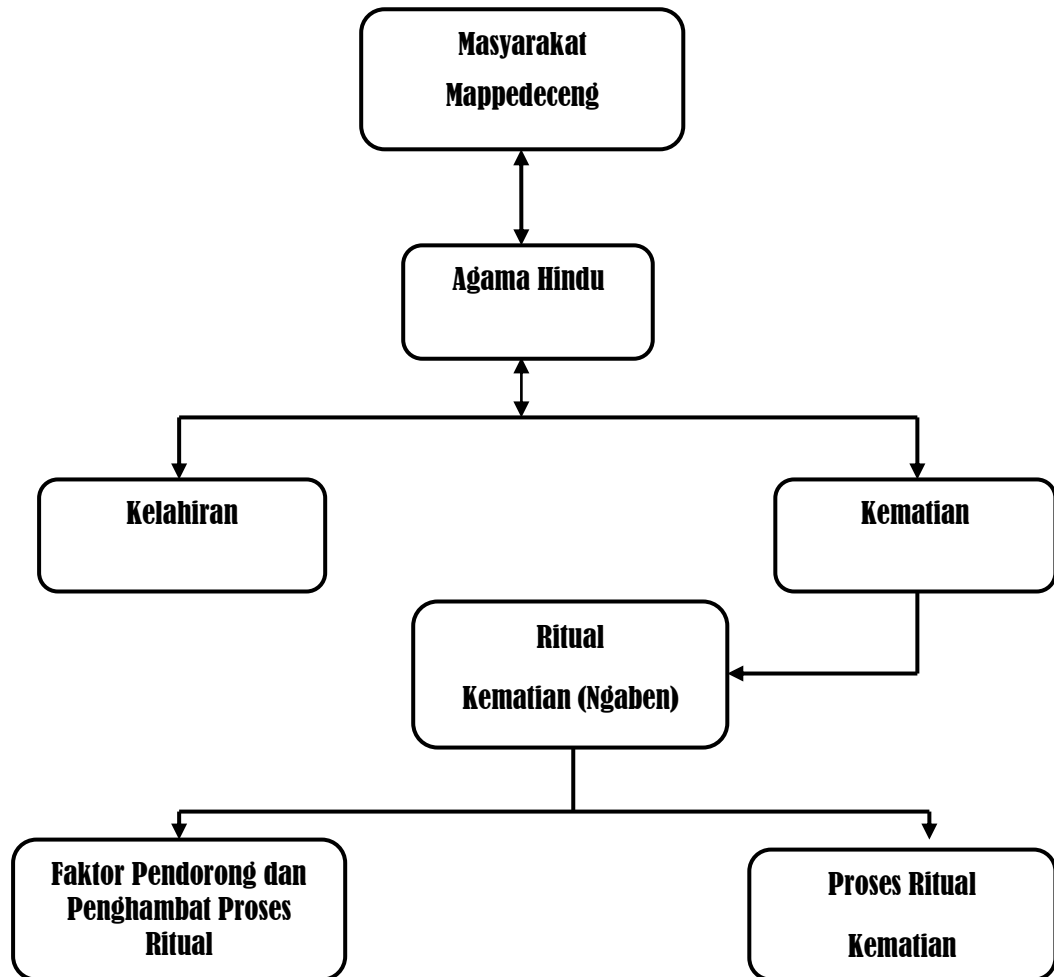 Masyarakat
Mappedeceng
Agama Hindu
Kelahiran
Kematian
Ritual
Kematian (Ngaben)
Faktor Pendorong dan
Penghambat Proses
Ritual
Proses Ritual
Kematian